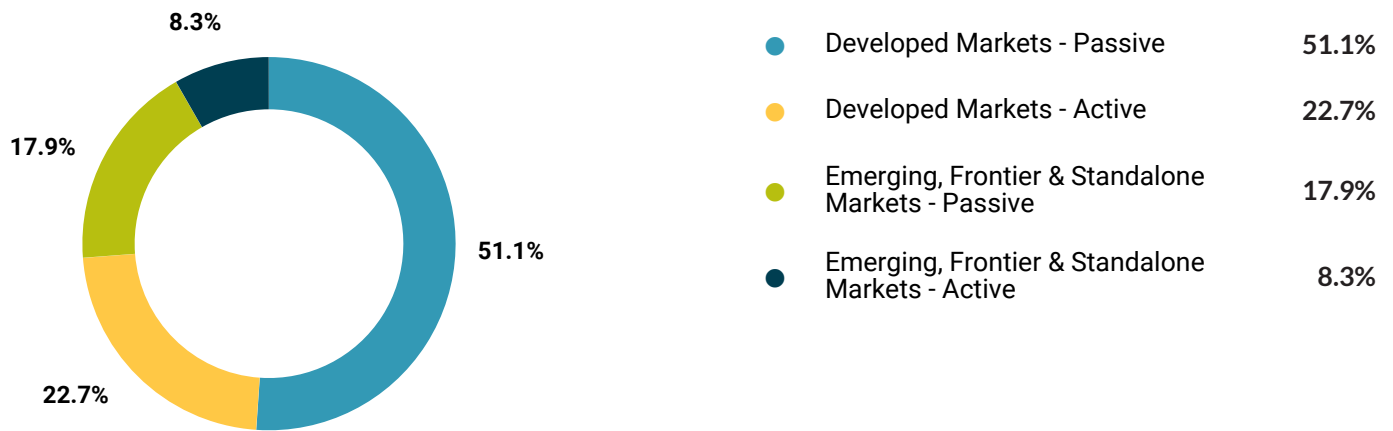 8.3%
17.9%
51.1%
22.7%
Developed Markets - Passive 51.1%
Developed Markets - Active 22.7%
Emerging, Frontier & Standalone
Markets - Passive 17.9%
Emerging, Frontier & Standalone
Markets - Active 8.3%